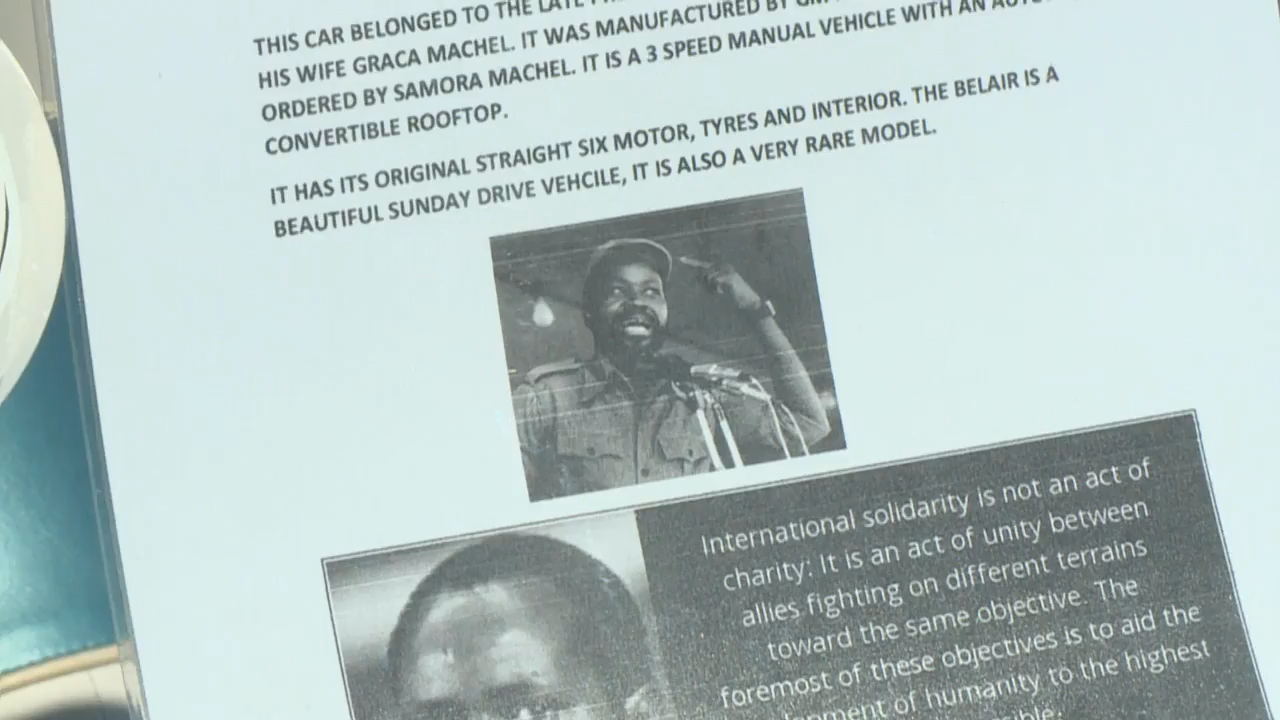 THIS CAR BELONGED TO THE LATE
HIS WIFE GRACA MACHEL. IT WAS MANUFACTURED BY
ORDERED BY SAMORA MACHEL. IT IS A 3 SPEED MANUAL VEHICLE WITH AN
CONVERTIBLE ROOFTOP.
IT HAS ITS ORIGINAL STRAIGHT SIX MOTOR, TYRES AND INTERIOR. THE BELAIR IS A
BEAUTIFUL SUNDAY DRIVE VEHCILE, IT IS ALSO A VERY RARE MODEL.
International solidarity is not an act of
charity: It is an act of unity between
allies fighting on different terrains
toward the same objective. The
foremost of these objectives is to aid the
of humanity to the highest